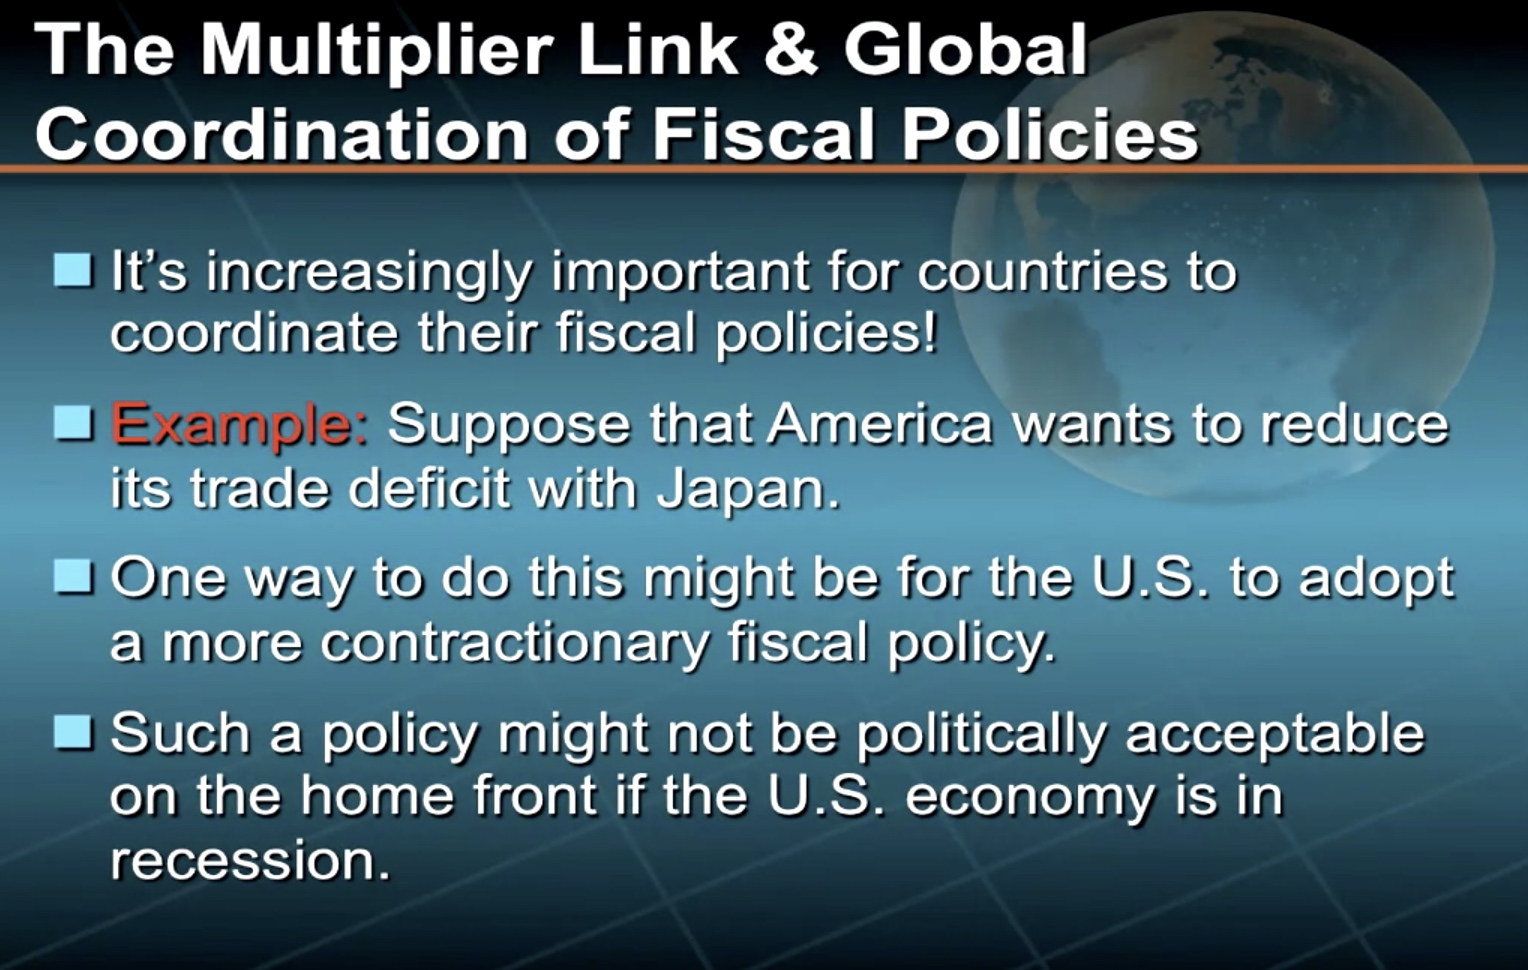 The Multiplier Link & Global
Coordination of Fiscal Policies
It’s increasingly important for countries to
coordinate their fiscal policies!
Example: Suppose that America wants to reduce
its trade deficit with Japan.
One way to do this might be for the U.S. to adopt
a more contractionary fiscal policy.
Such a policy might not be politically acceptable
on the home front if the U.S. economy is in
recession.